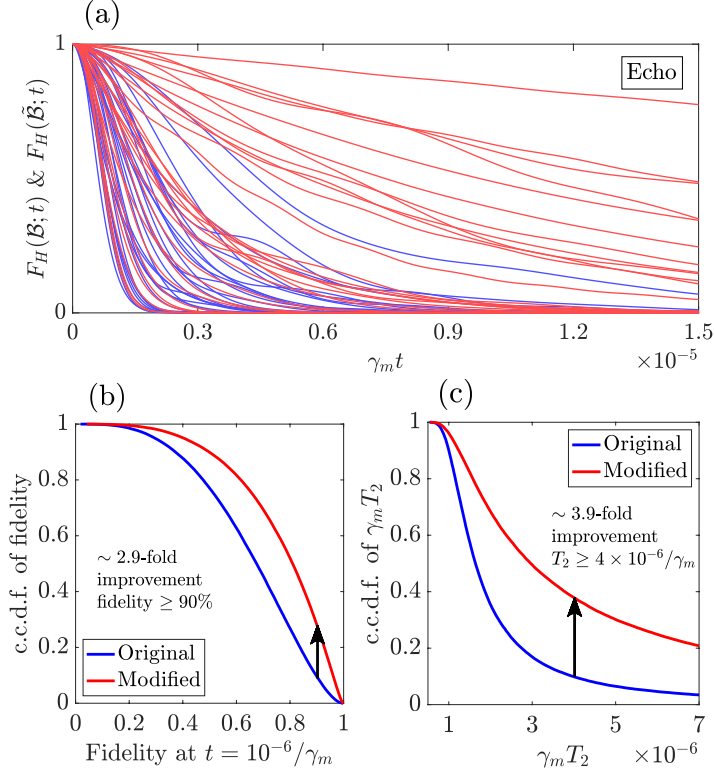 (a)
F_H(ℬ; t) & F_H(ℬ̃; t)
1
0
Echo
0 0.3 0.6 0.9 1.2 1.5
γ_m t
×10^-5
(b)
c.c.d.f. of fidelity
1
0.8
0.6
0.4
0.2
0
∼ 2.9-fold
improvement
fidelity ≥ 90%
Original
Modified
0 0.2 0.4 0.6 0.8 1
Fidelity at t = 10^-6/γ_m
(c)
c.c.d.f. of γ_m T_2
1
0.8
0.6
0.4
0.2
0
Original
Modified
∼ 3.9-fold
improvement
T_2 ≥ 4 × 10^-6/γ_m
1 3 5 7
γ_m T_2
×10^-6